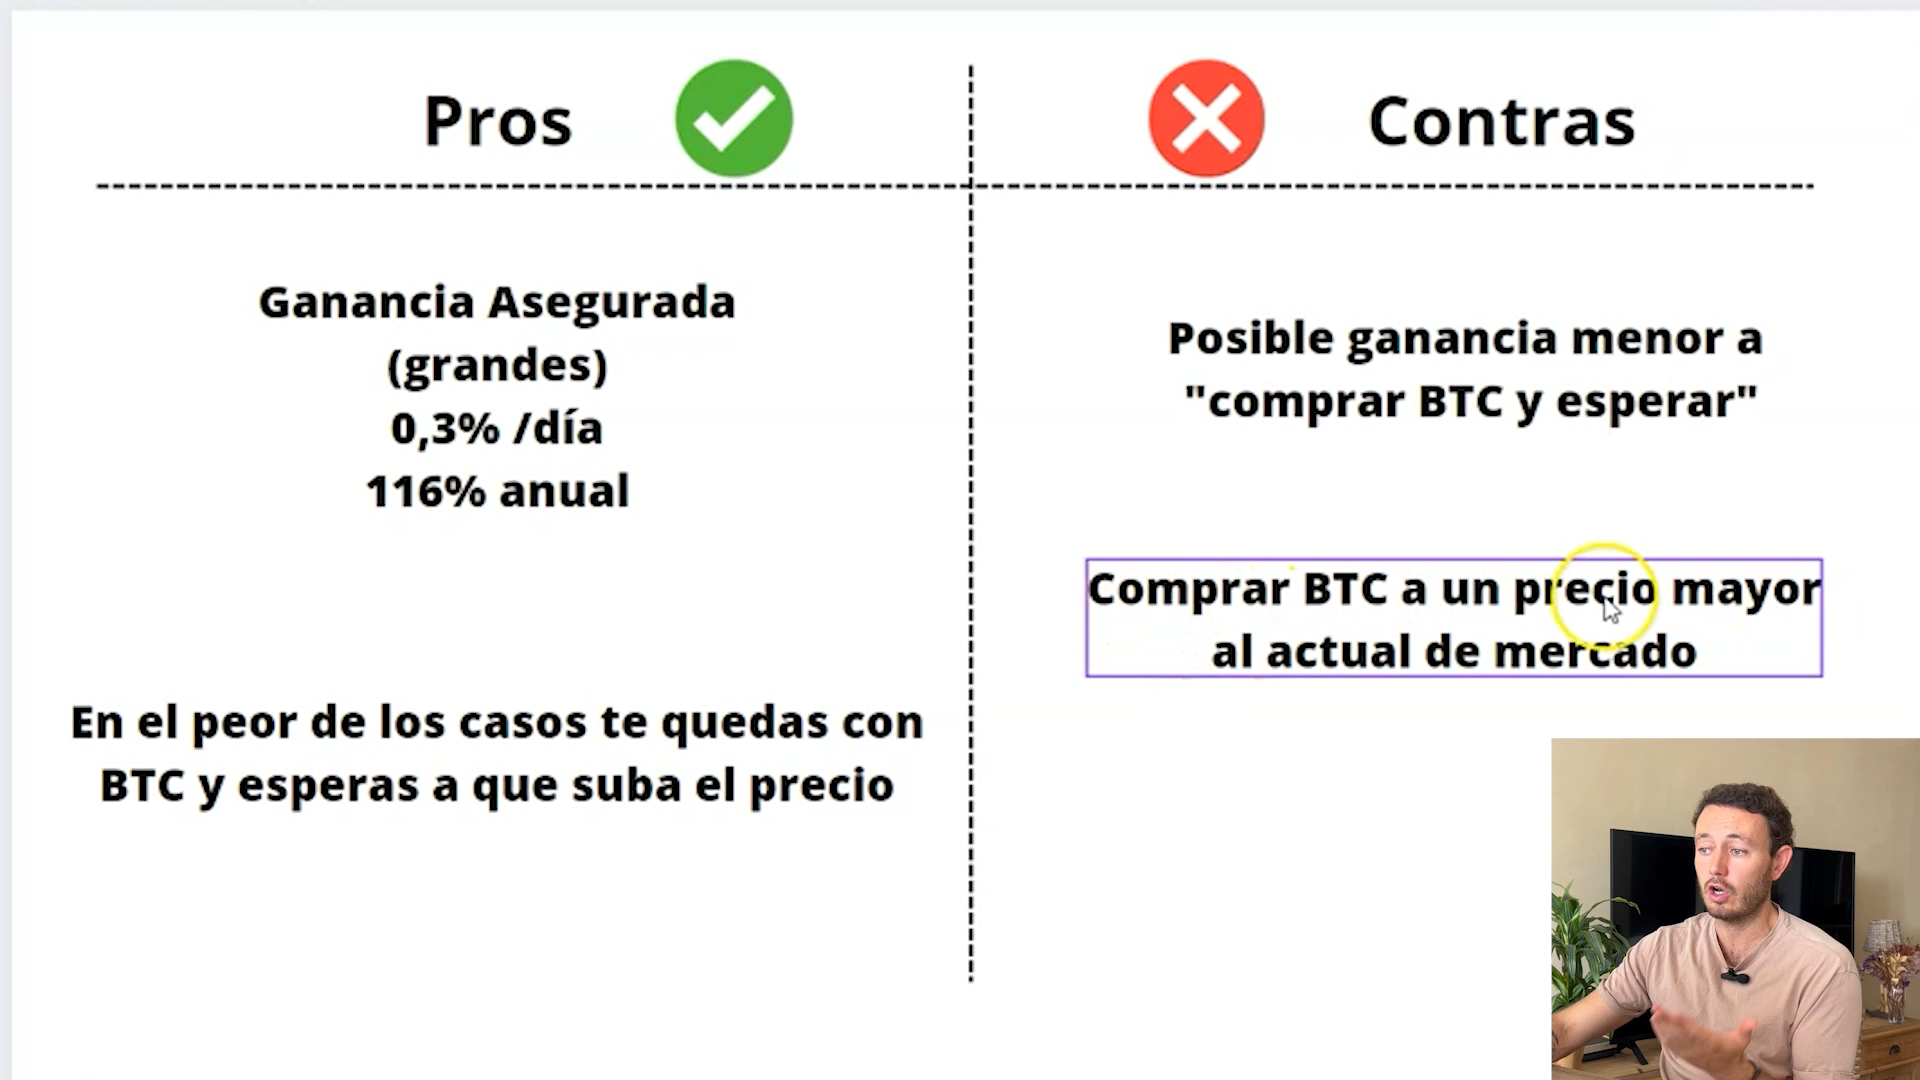 Pros
Contras
Ganancia Asegurada
(grandes)
0,3% /día
116% anual
En el peor de los casos te quedas con
BTC y esperas a que suba el precio
Posible ganancia menor a
"comprar BTC y esperar"
Comprar BTC a un precio mayor
al actual de mercado